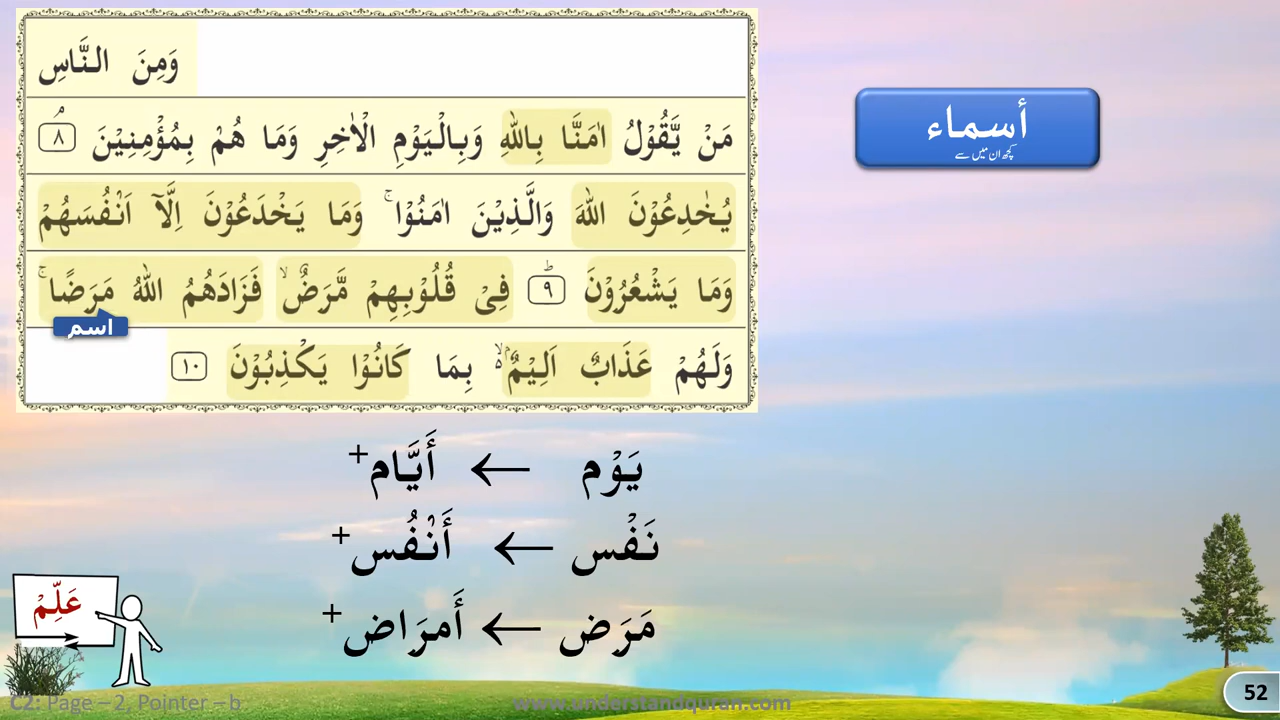 وَمِنَ النَّاسِ
مَنْ يَّقُوْلُ اٰمَنَّا بِاللّٰهِ وَبِالْيَوْمِ الْاٰخِرِ وَمَا هُمْ بِمُؤْمِنِيْنَ ۘ ٨
يُخٰدِعُوْنَ اللّٰهَ وَالَّذِيْنَ اٰمَنُوْا ۚ وَمَا يَخْدَعُوْنَ اِلَّآ اَنْفُسَهُمْ
وَمَا يَشْعُرُوْنَ ؕ ٩ فِىْ قُلُوْبِهِمْ مَّرَضٌ ۙ فَزَادَهُمُ اللّٰهُ مَرَضًا ۚ
اسم
وَلَهُمْ عَذَابٌ اَلِيْمٌۢ ۙ بِمَا كَانُوْا يَكْذِبُوْنَ ١٠
أسماء
کچھ ان میں سے
يَوْم ← أَيَّام+
نَفْس ← أَنْفُس+
مَرَض ← أَمرَاض+
عَلِّمْ
C2: Page – 2, Pointer – b
www.understandquran.com
52